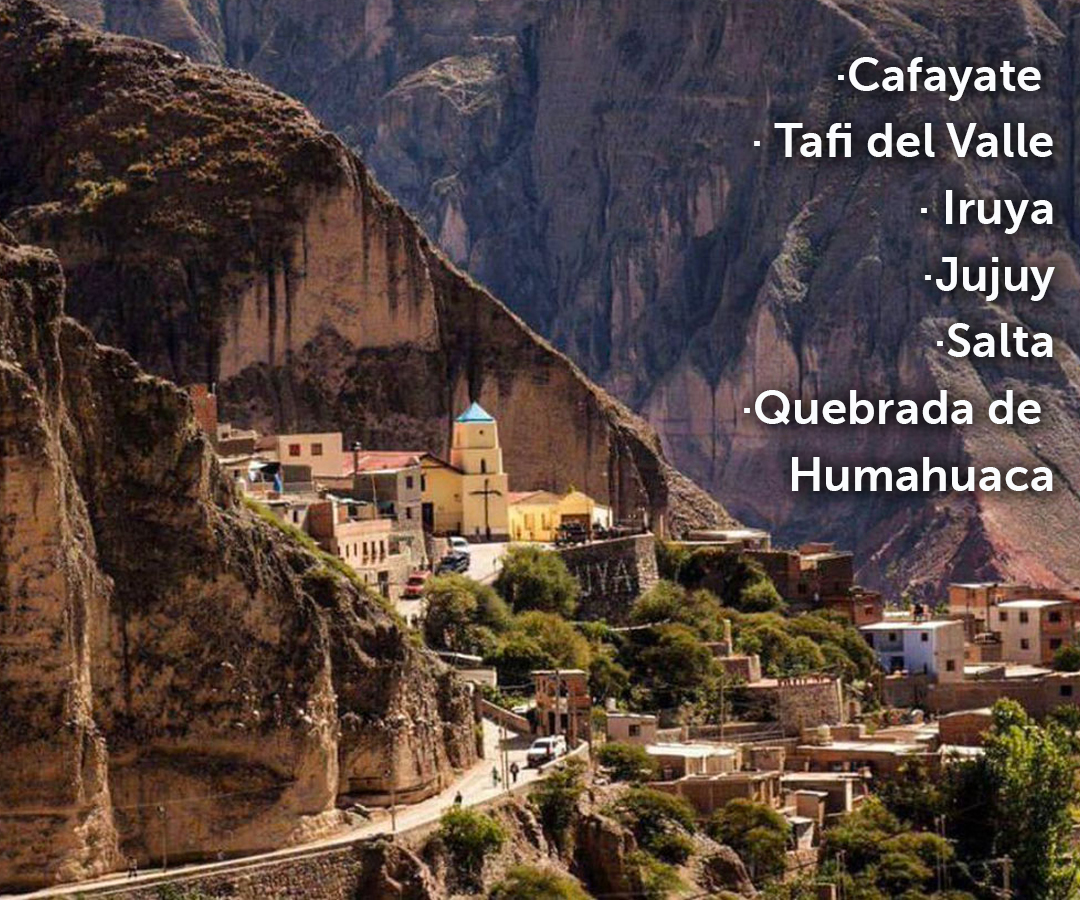 ·Cafayate
· Tafi del Valle
· Iruya
·Jujuy
·Salta
·Quebrada de
Humahuaca